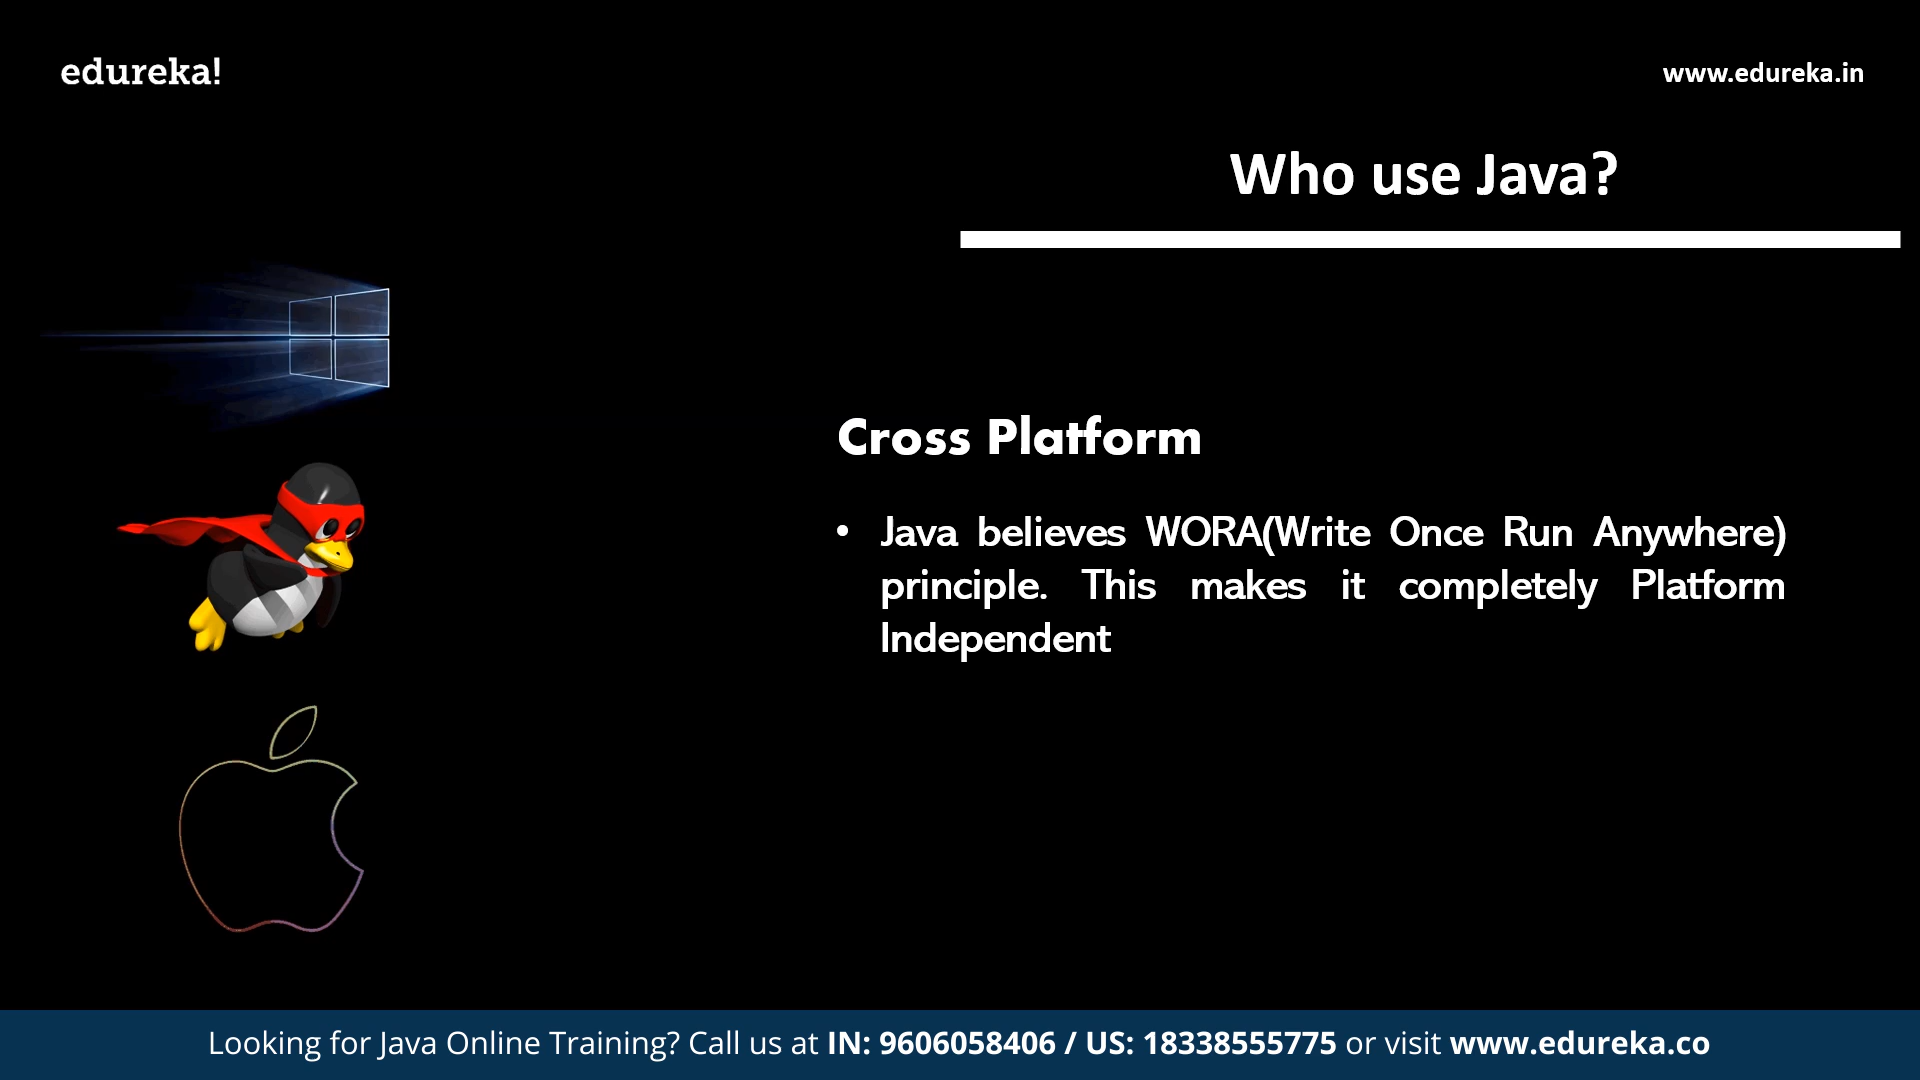 edureka!
www.edureka.in
Who use Java?
Cross Platform
• Java believes WORA(Write Once Run Anywhere)
principle. This makes it completely Platform
Independent
Looking for Java Online Training? Call us at IN: 9606058406 / US: 18338555775 or visit www.edureka.co